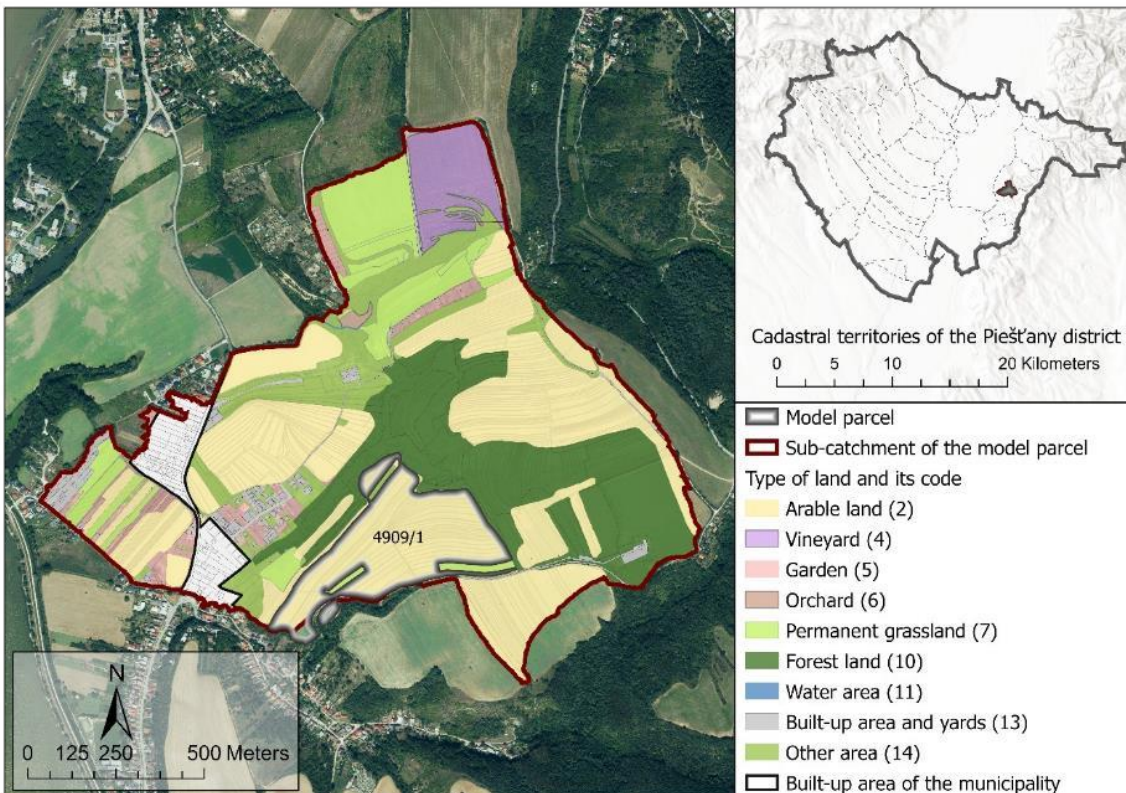 4909/1
N
0 125 250 500 Meters
Cadastral territories of the Piešťany district
0 5 10 20 Kilometers
Model parcel
Sub-catchment of the model parcel
Type of land and its code
Arable land (2)
Vineyard (4)
Garden (5)
Orchard (6)
Permanent grassland (7)
Forest land (10)
Water area (11)
Built-up area and yards (13)
Other area (14)
Built-up area of the municipality